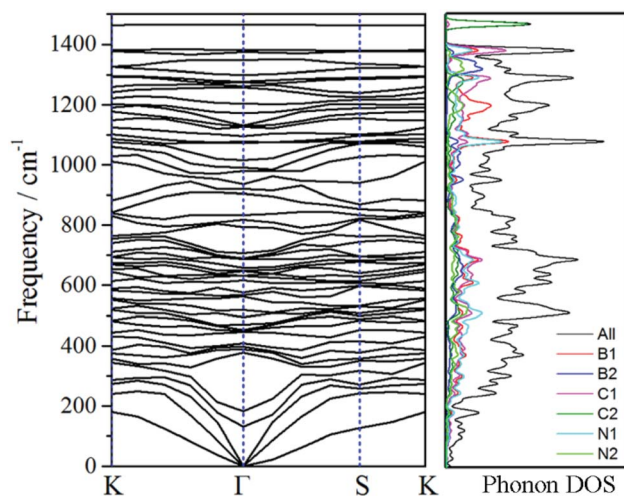 Frequency / cm⁻¹
1400
1200
1000
800
600
400
200
0
K Γ S K
All
B1
B2
C1
C2
N1
N2
Phonon DOS